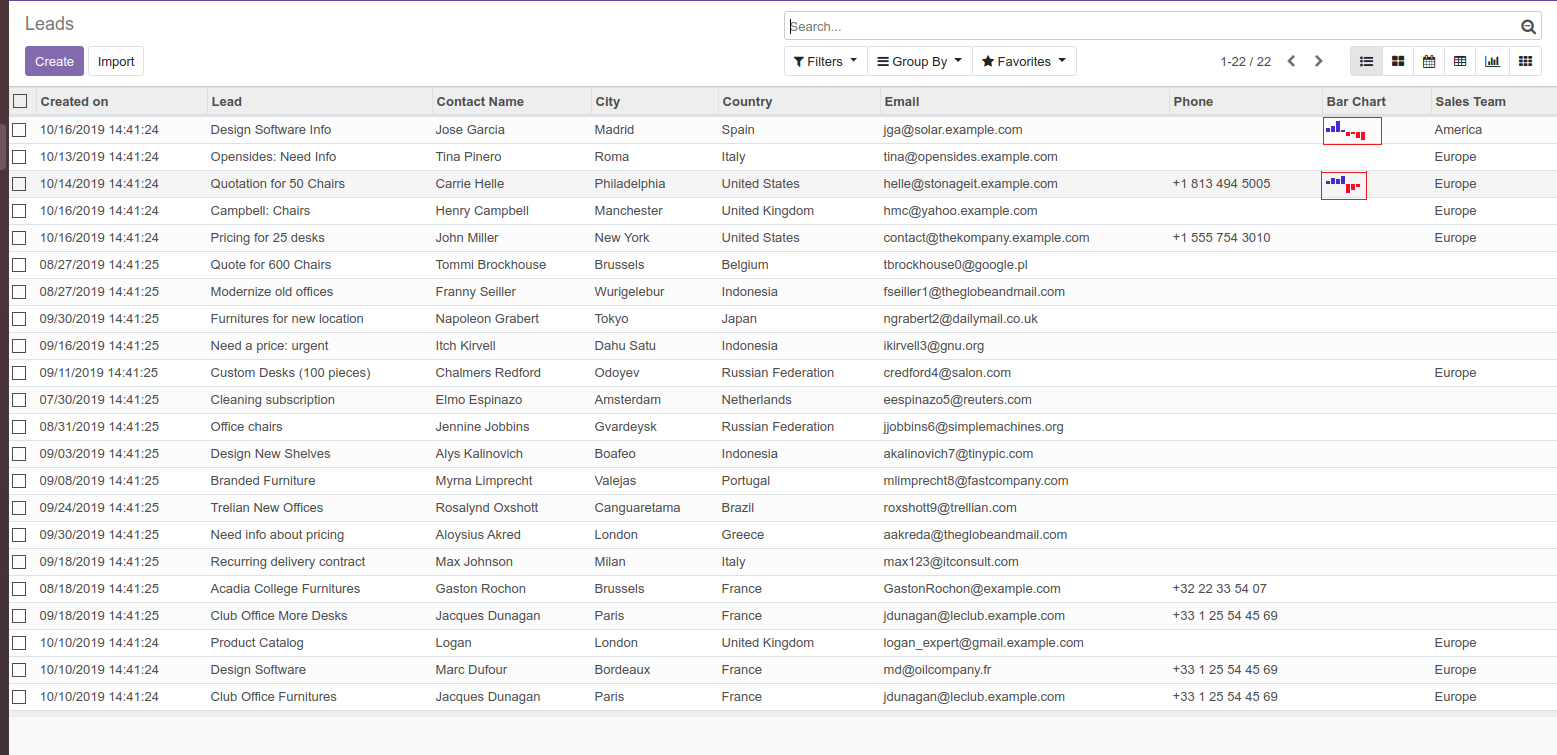 Leads
Search...
Create Import Filters Group By Favorites 1-22 / 22
Created on Lead Contact Name City Country Email Phone Bar Chart Sales Team
10/16/2019 14:41:24 Design Software Info Jose Garcia Madrid Spain jga@solar.example.com America
10/13/2019 14:41:24 Opensides: Need Info Tina Pinero Roma Italy tina@opensides.example.com Europe
10/14/2019 14:41:24 Quotation for 50 Chairs Carrie Helle Philadelphia United States helle@stonageit.example.com +1 813 494 5005 Europe
10/16/2019 14:41:24 Campbell: Chairs Henry Campbell Manchester United Kingdom hmc@yahoo.example.com Europe
10/16/2019 14:41:24 Pricing for 25 desks John Miller New York United States contact@thekompany.example.com +1 555 754 3010 Europe
08/27/2019 14:41:25 Quote for 600 Chairs Tommi Brockhouse Brussels Belgium tbrockhouse0@google.pl
08/27/2019 14:41:25 Modernize old offices Franny Seiller Wurigelebur Indonesia fseiller1@theglobeandmail.com
09/30/2019 14:41:25 Furnitures for new location Napoleon Grabert Tokyo Japan ngrabert2@dailymail.co.uk
09/16/2019 14:41:25 Need a price: urgent Itch Kirvell Dahu Satu Indonesia ikirvell3@gnu.org
09/11/2019 14:41:25 Custom Desks (100 pieces) Chalmers Redford Odoyev Russian Federation credford4@salon.com Europe
07/30/2019 14:41:25 Cleaning subscription Elmo Espinazo Amsterdam Netherlands eespinazo5@reuters.com
08/31/2019 14:41:25 Office chairs Jennine Jobbins Gvardeysk Russian Federation jjobbins6@simplemachines.org
09/03/2019 14:41:25 Design New Shelves Alys Kalinovich Boafeo Indonesia akalinovich7@tinypic.com
09/08/2019 14:41:25 Branded Furniture Myrna Limprecht Valejas Portugal mlimprecht8@fastcompany.com
09/24/2019 14:41:25 Trelian New Offices Rosalynd Oxshott Canguaretama Brazil roxshott9@trellian.com
09/30/2019 14:41:25 Need info about pricing Aloysius Akred London Greece aakreda@theglobeandmail.com
09/18/2019 14:41:25 Recurring delivery contract Max Johnson Milan Italy max123@itconsult.com
08/18/2019 14:41:25 Acadia College Furnitures Gaston Rochon Brussels France GastonRochon@example.com +32 22 33 54 07
09/18/2019 14:41:25 Club Office More Desks Jacques Dunagan Paris France jdunagan@leclub.example.com +33 1 25 54 45 69
10/10/2019 14:41:24 Product Catalog Logan London United Kingdom logan_expert@gmail.example.com Europe
10/10/2019 14:41:24 Design Software Marc Dufour Bordeaux France md@oilcompany.fr +33 1 25 54 45 69 Europe
10/10/2019 14:41:24 Club Office Furnitures Jacques Dunagan Paris France jdunagan@leclub.example.com +33 1 25 54 45 69 Europe